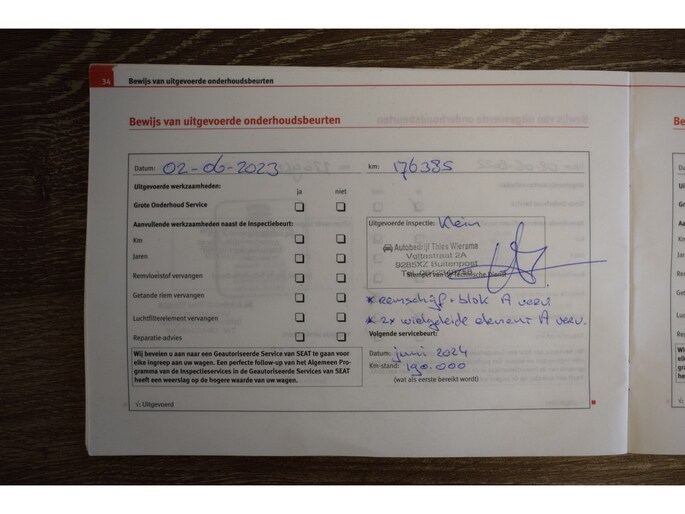 34 Bewijs van uitgevoerde onderhoudsbeurten
Bewijs van uitgevoerde onderhoudsbeurten
Datum: 02-06-2023 km: 176385
Uitgevoerde werkzaamheden: ja niet
Grote Onderhoud Service
Aanvullende werkzaamheden naast de Inspectiebeurt:
Km
Jaren
Remvloeistof vervangen
Getande riem vervangen
Luchtfilterelement vervangen
Reparatie-advies
Wij bevelen u aan naar een Geautoriseerde Service van SEAT te gaan voor
elke ingreep aan uw wagen. Een perfecte follow-up van het Algemeen Pro-
gramma van de Inspectieservices in de Geautoriseerde Services van SEAT
heeft een weerslag op de hogere waarde van uw wagen.
Uitgevoerd
Uitgevoerde inspectie: Klein
Autobedrijf Thies Wiersma
Voltastraat 2A
9285XZ Buitenpost
Stempel van de Technische dienst
* remschijf + blok A verv
* 2x wielgeleide element A verv.
Volgende servicebeurt:
Datum: juni 2024
Km-stand: 190.000
(wat als eerste bereikt wordt)
Be